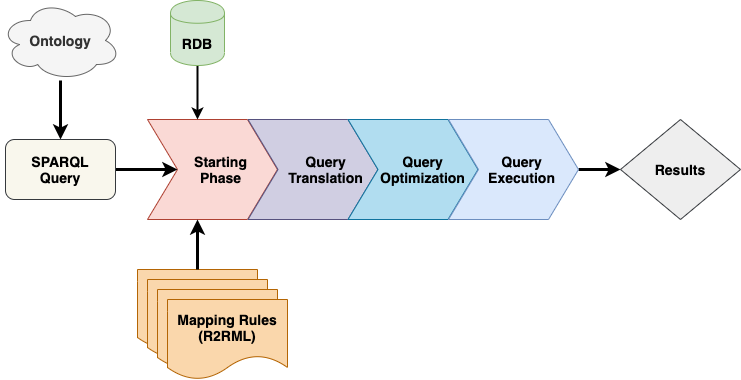 Ontology
RDB
SPARQL
Query
Starting
Phase
Query
Translation
Query
Optimization
Query
Execution
Results
Mapping Rules
(R2RML)